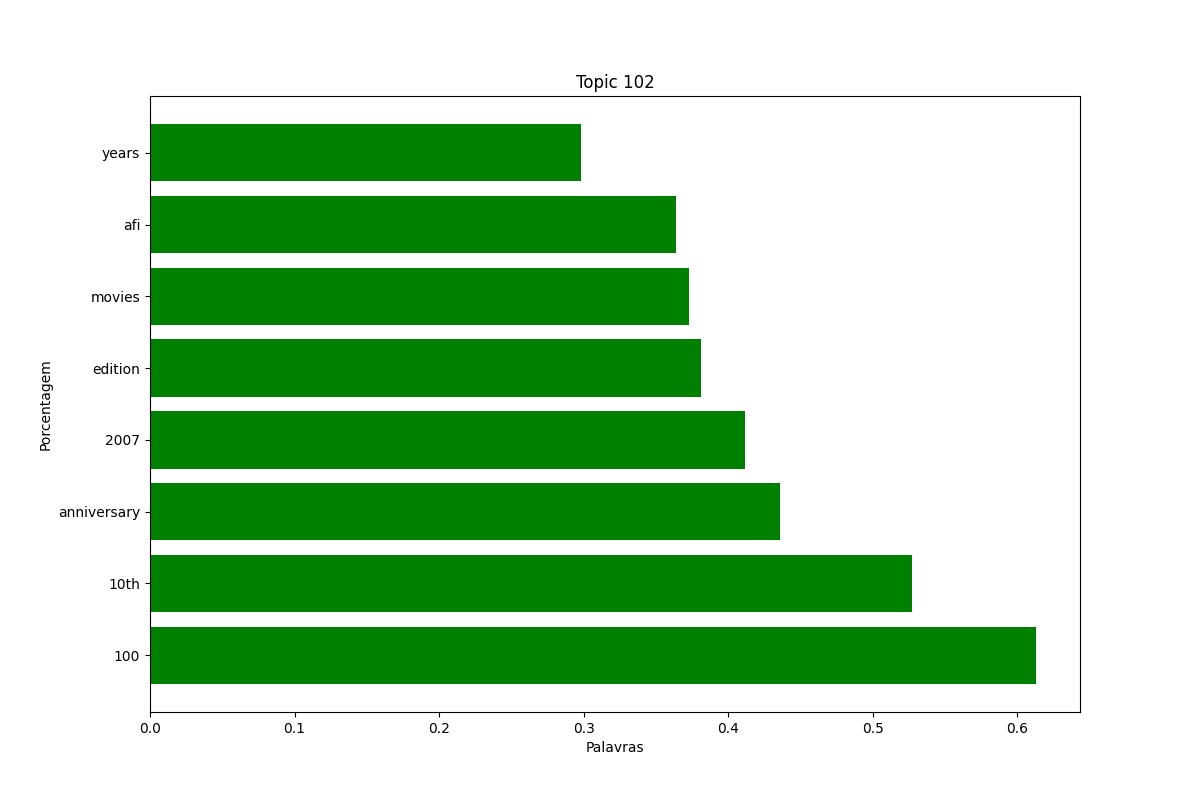 Topic 102
years
afi
movies
edition
2007
anniversary
10th
100
Porcentagem
0.0 0.1 0.2 0.3 0.4 0.5 0.6
Palavras